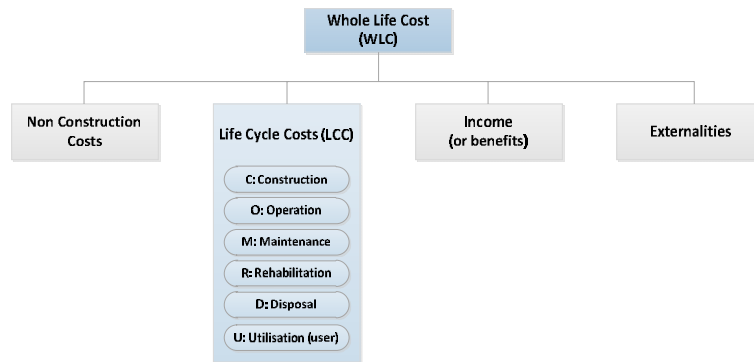 Whole Life Cost
(WLC)
Non Construction
Costs
Life Cycle Costs (LCC)
Income
(or benefits)
Externalities
C: Construction
O: Operation
M: Maintenance
R: Rehabilitation
D: Disposal
U: Utilisation (user)